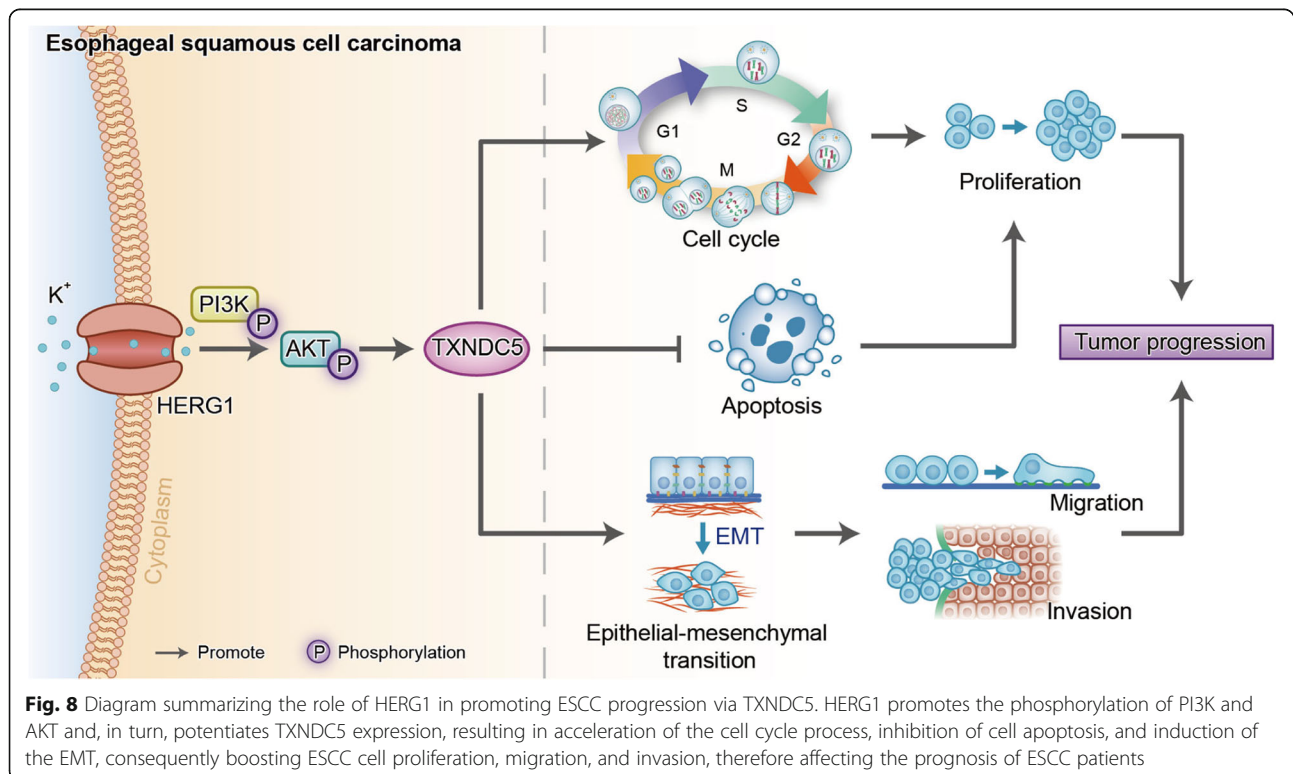 Esophageal squamous cell carcinoma
K+
PI3K
P
AKT
P
HERG1
Cytoplasm
TXNDC5
G1
S
G2
M
Cell cycle
Proliferation
Apoptosis
Tumor progression
EMT
Epithelial-mesenchymal
transition
Migration
Invasion
Promote
P Phosphorylation
Fig. 8 Diagram summarizing the role of HERG1 in promoting ESCC progression via TXNDC5. HERG1 promotes the phosphorylation of PI3K and
AKT and, in turn, potentiates TXNDC5 expression, resulting in acceleration of the cell cycle process, inhibition of cell apoptosis, and induction of
the EMT, consequently boosting ESCC cell proliferation, migration, and invasion, therefore affecting the prognosis of ESCC patients